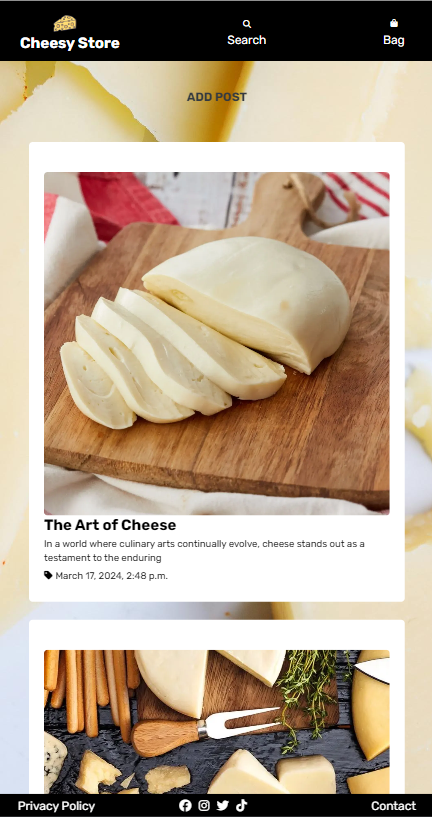 Cheesy Store
Search
Bag
ADD POST
The Art of Cheese
In a world where culinary arts continually evolve, cheese stands out as a
testament to the enduring
March 17, 2024, 2:48 p.m.
Privacy Policy
Contact